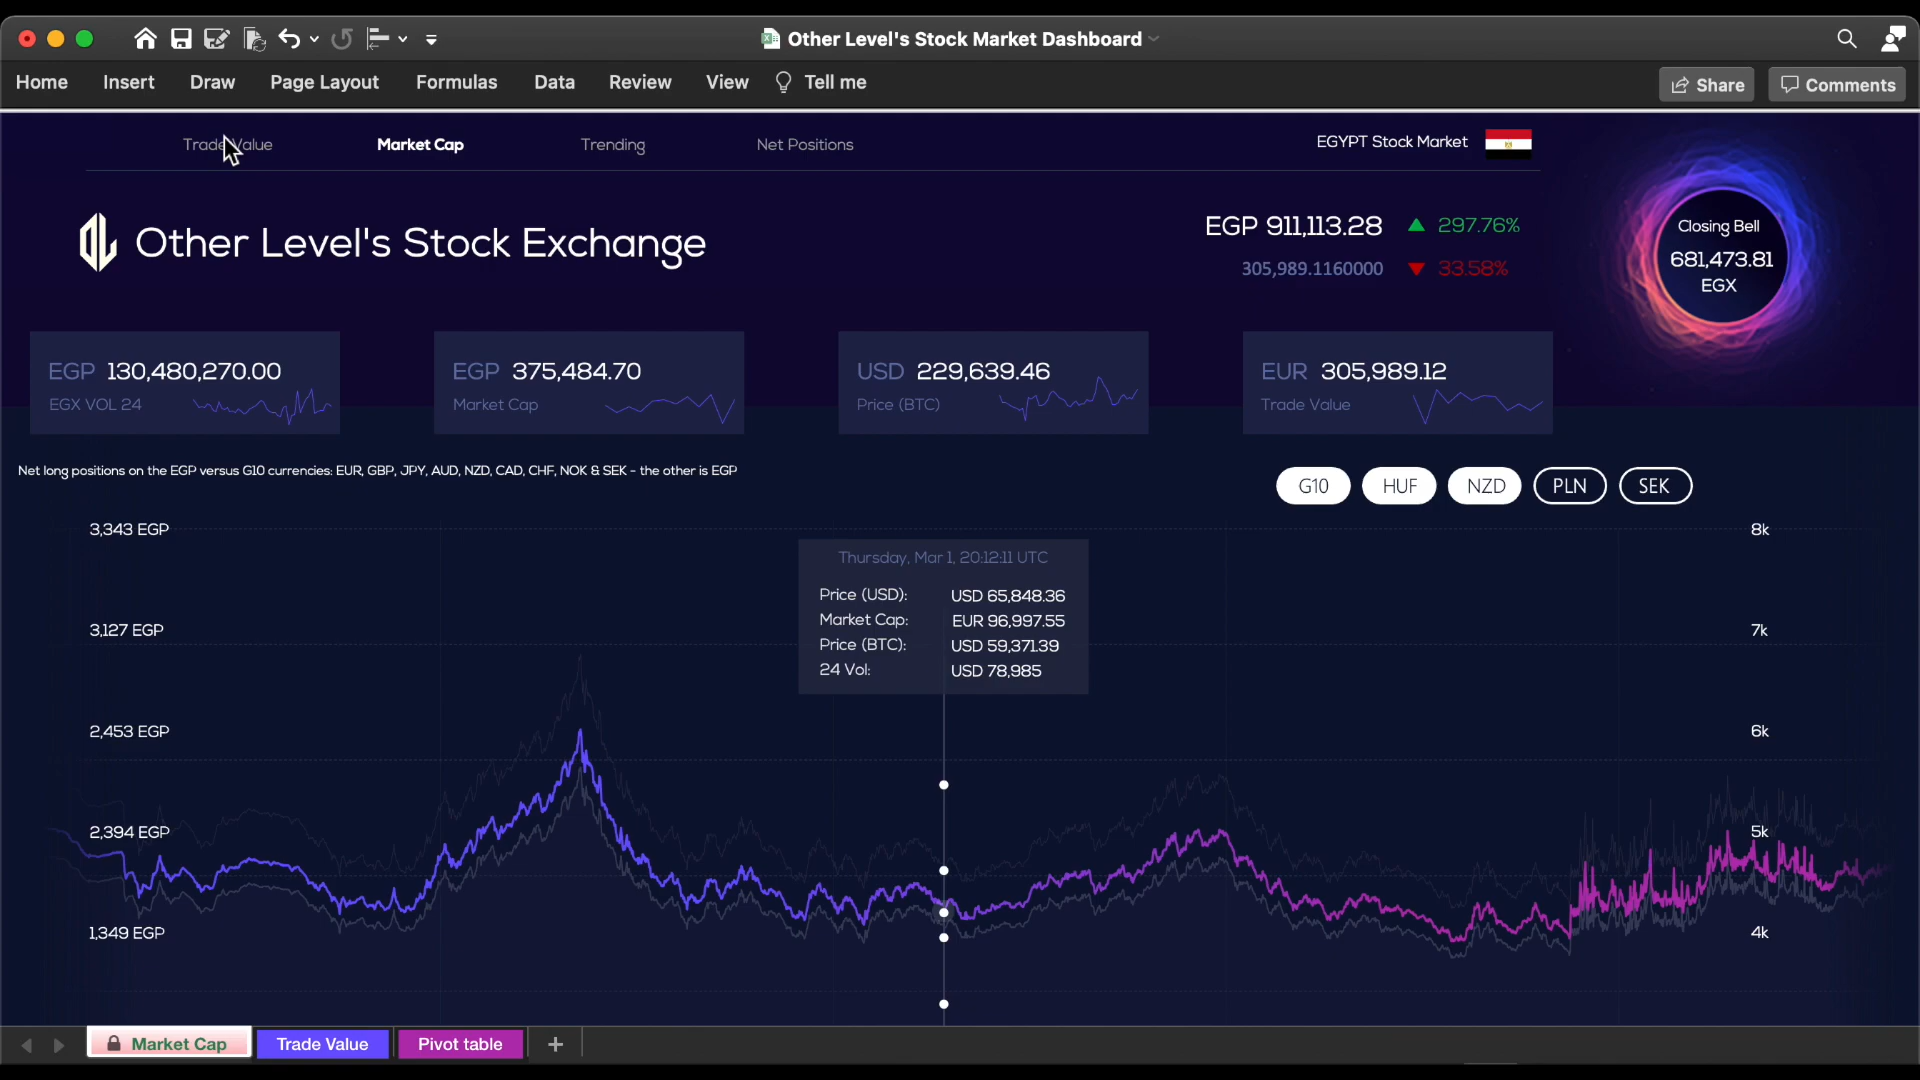 Other Level's Stock Market Dashboard
Home Insert Draw Page Layout Formulas Data Review View Tell me Share Comments
Trade Value Market Cap Trending Net Positions EGYPT Stock Market
Other Level's Stock Exchange
EGP 911,113.28 297.76%
305,989.1160000 33.58%
Closing Bell
681,473.81
EGX
EGP 130,480,270.00
EGX VOL 24
EGP 375,484.70
Market Cap
USD 229,639.46
Price (BTC)
EUR 305,989.12
Trade Value
Net long positions on the EGP versus G10 currencies: EUR, GBP, JPY, AUD, NZD, CAD, CHF, NOK & SEK - the other is EGP
G10 HUF NZD PLN SEK
3,343 EGP 8k
3,127 EGP 7k
2,453 EGP 6k
2,394 EGP 5k
1,349 EGP 4k
Thursday, Mar 1, 20:12:11 UTC
Price (USD): USD 65,848.36
Market Cap: EUR 96,997.55
Price (BTC): USD 59,371.39
24 Vol: USD 78,985
Market Cap Trade Value Pivot table